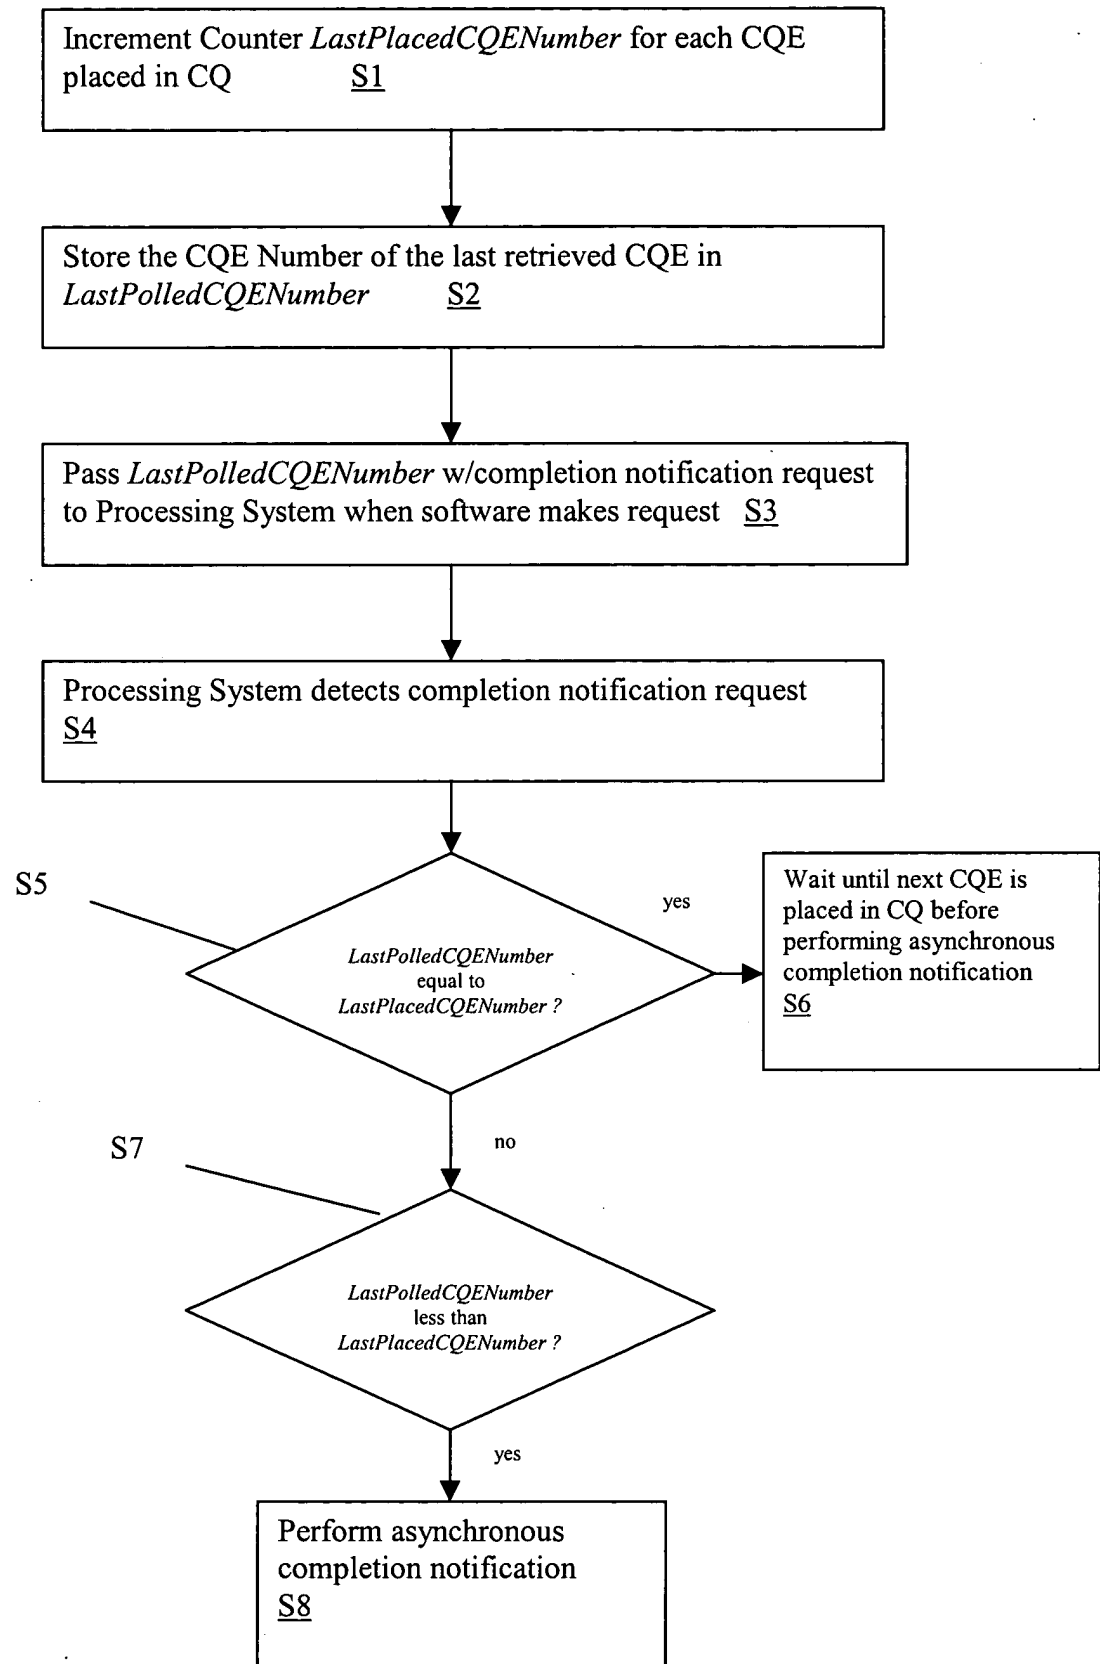 Increment Counter LastPlacedCQENumber for each CQE
placed in CQ S1
Store the CQE Number of the last retrieved CQE in
LastPolledCQENumber S2
Pass LastPolledCQENumber w/completion notification request
to Processing System when software makes request S3
Processing System detects completion notification request
S4
S5
LastPolledCQENumber
equal to
LastPlacedCQENumber ?
yes
Wait until next CQE is
placed in CQ before
performing asynchronous
completion notification
S6
no
S7
LastPolledCQENumber
less than
LastPlacedCQENumber ?
yes
Perform asynchronous
completion notification
S8